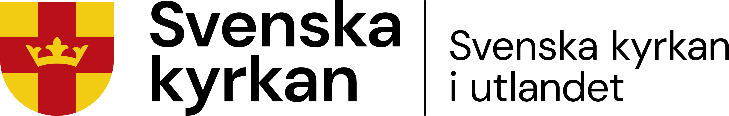 Svenska
kyrkan
Svenska kyrkan
i utlandet